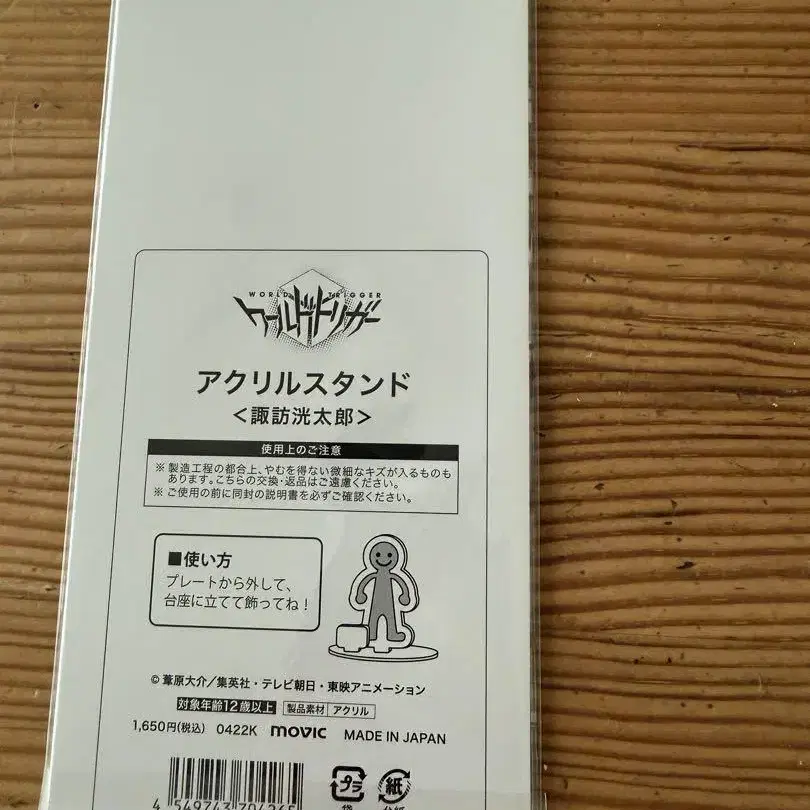 WORLD TRIGGER
ワールドトリガー
アクリルスタンド
＜諏訪洸太郎＞
使用上のご注意
※ 製造工程の都合上、やむを得ない微細なキズが入るものも
あります。こちらの交換・返品はご遠慮ください。
※ ご使用の前に同封の説明書を必ずご確認ください。
■使い方
プレートから外して、
台座に立てて飾ってね！
© 葦原大介／集英社・テレビ朝日・東映アニメーション
対象年齢12歳以上 製品素材 アクリル
1,650円(税込) 0422K movic MADE IN JAPAN
プラ 紙
4 549743 704265
袋 台紙